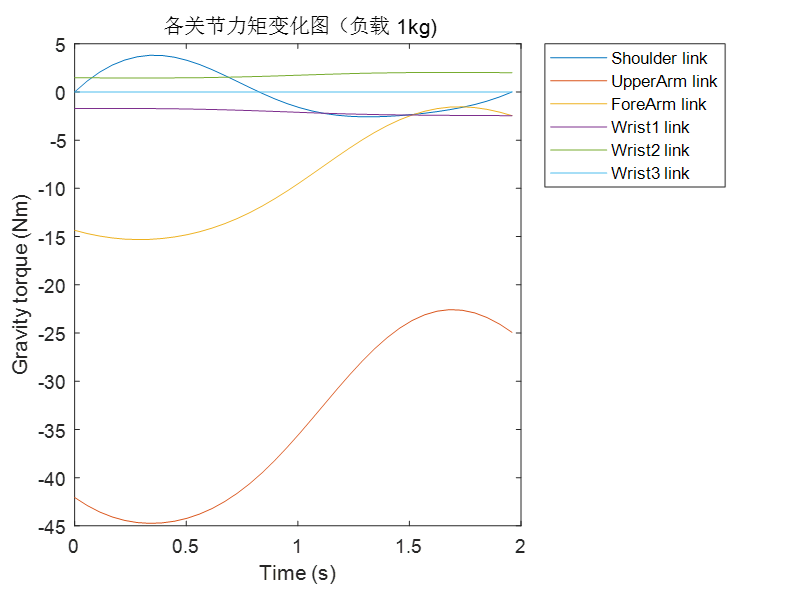 各关节力矩变化图（负载 1kg)
5
0
-5
-10
-15
-20
-25
-30
-35
-40
-45
Gravity torque (Nm)
0 0.5 1 1.5 2
Time (s)
Shoulder link
UpperArm link
ForeArm link
Wrist1 link
Wrist2 link
Wrist3 link